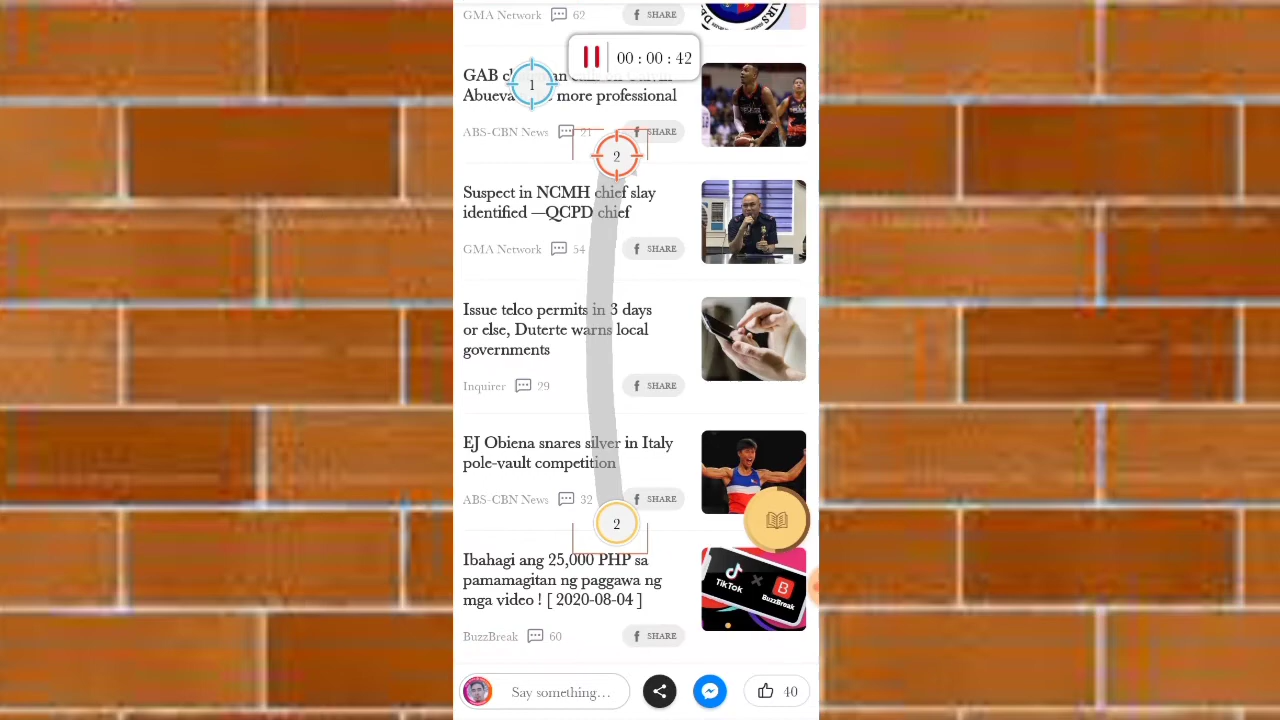 GMA Network 62 SHARE
00 : 00 : 42
GAB
1
Abueva more professional
ABS-CBN News 21 SHARE
2
Suspect in NCMH chief slay
identified —QCPD chief
GMA Network 54 SHARE
Issue telco permits in 3 days
or else, Duterte warns local
governments
Inquirer 29 SHARE
EJ Obiena snares silver in Italy
pole-vault competition
ABS-CBN News 32 SHARE
2
Ibahagi ang 25,000 PHP sa
pamamagitan ng paggawa ng
mga video ! [ 2020-08-04 ]
TikTok
BuzzBreak
BuzzBreak 60 SHARE
Say something... 40